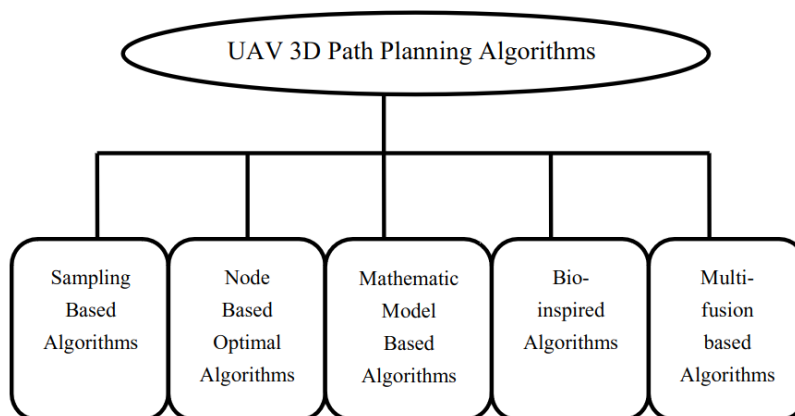 UAV 3D Path Planning Algorithms
Sampling
Based
Algorithms
Node
Based
Optimal
Algorithms
Mathematic
Model
Based
Algorithms
Bio-
inspired
Algorithms
Multi-
fusion
based
Algorithms